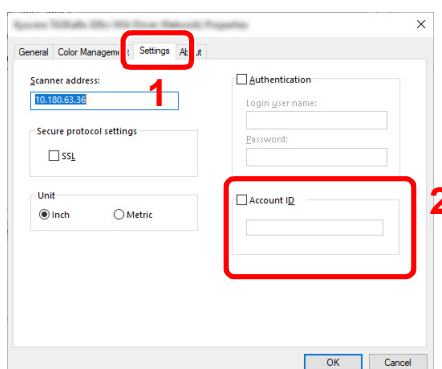 General Color Management Settings About
Scanner address:
10.180.63.36
1
Secure protocol settings
SSL
Unit
Inch Metric
Authentication
Login user name:
Password:
Account ID
2
OK Cancel